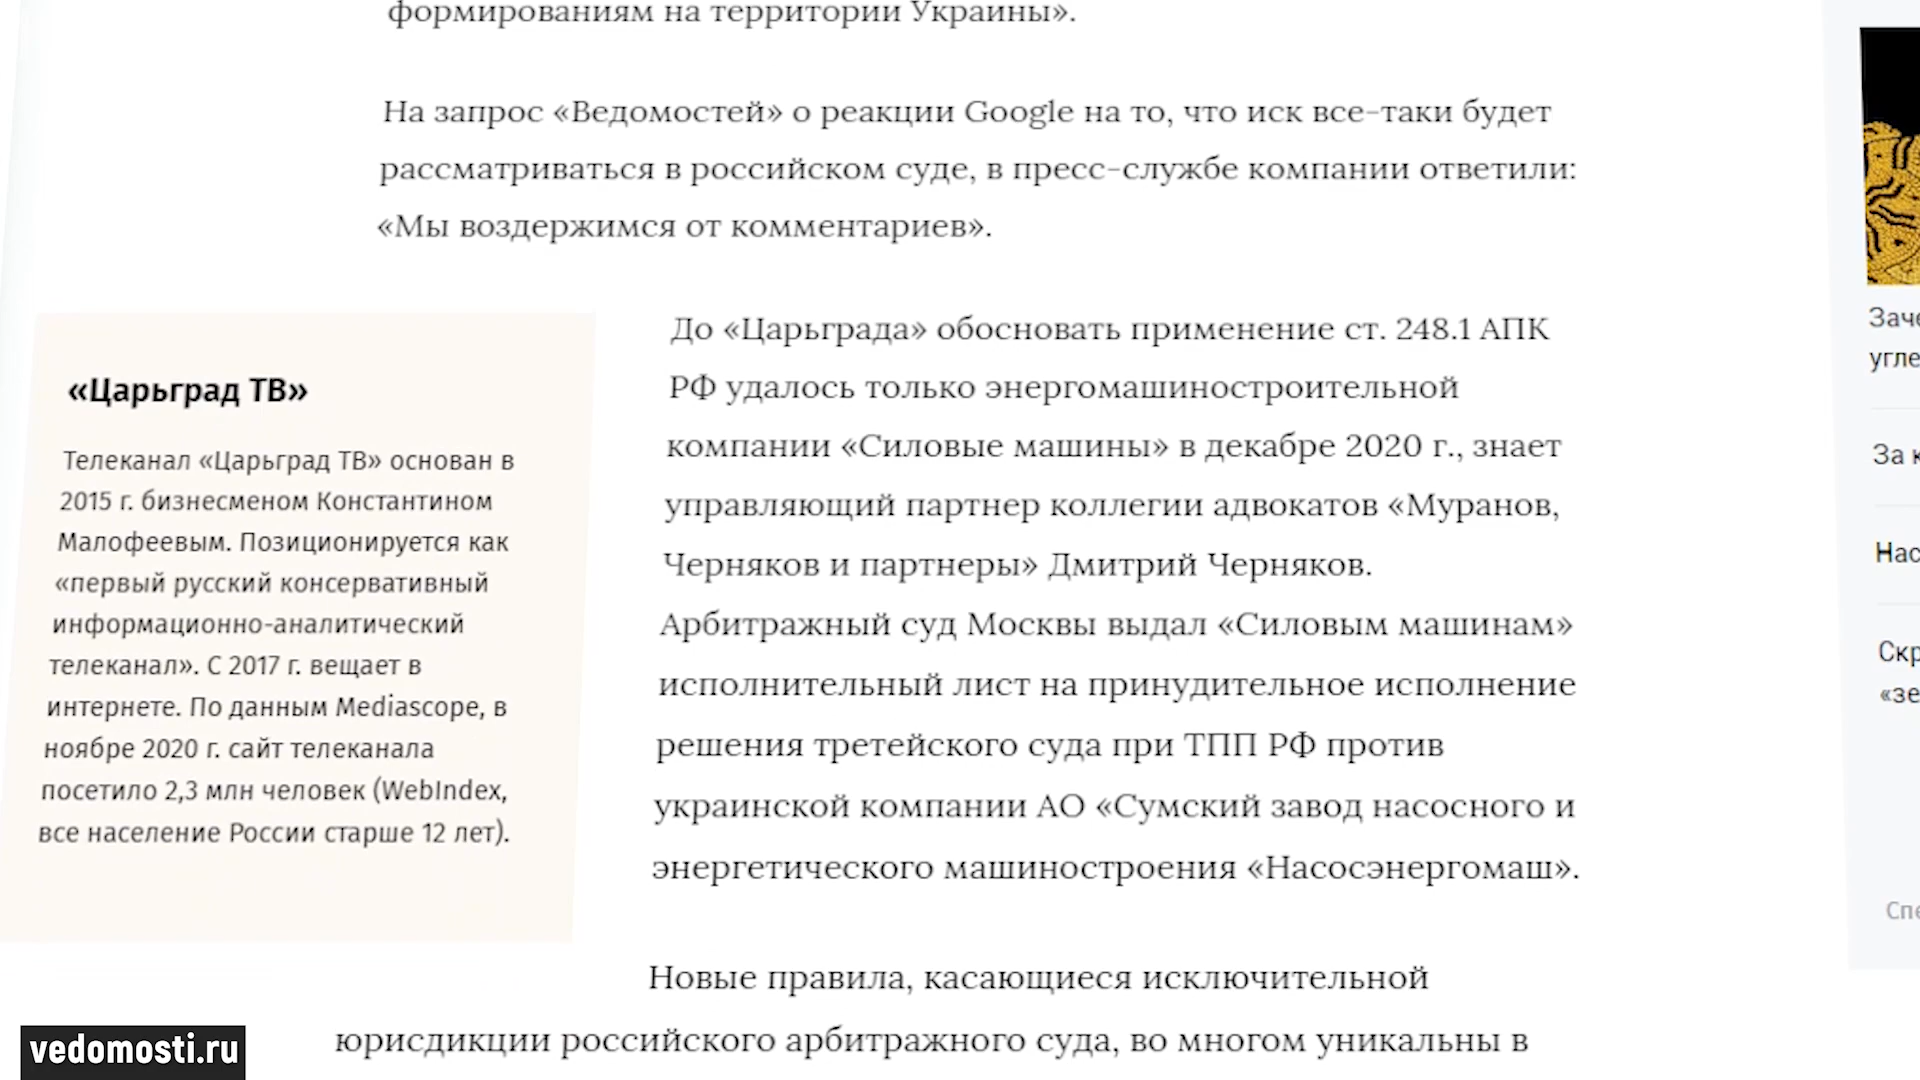 формированиям на территории Украины».
На запрос «Ведомостей» о реакции Google на то, что иск все-таки будет
рассматриваться в российском суде, в пресс-службе компании ответили:
«Мы воздержимся от комментариев».
«Царьград ТВ»
Телеканал «Царьград ТВ» основан в
2015 г. бизнесменом Константином
Малофеевым. Позиционируется как
«первый русский консервативный
информационно-аналитический
телеканал». С 2017 г. вещает в
интернете. По данным Mediascope, в
ноябре 2020 г. сайт телеканала
посетило 2,3 млн человек (WebIndex,
все население России старше 12 лет).
До «Царьграда» обосновать применение ст. 248.1 АПК
РФ удалось только энергомашиностроительной
компании «Силовые машины» в декабре 2020 г., знает
управляющий партнер коллегии адвокатов «Муранов,
Черняков и партнеры» Дмитрий Черняков.
Арбитражный суд Москвы выдал «Силовым машинам»
исполнительный лист на принудительное исполнение
решения третейского суда при ТПП РФ против
украинской компании АО «Сумский завод насосного и
энергетического машиностроения «Насосэнергомаш».
Новые правила, касающиеся исключительной
юрисдикции российского арбитражного суда, во многом уникальны в
За
vedomosti.ru